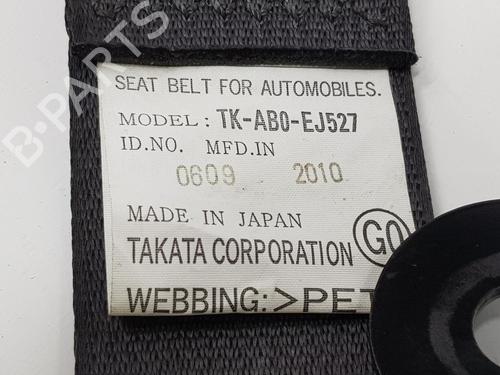 SEAT BELT FOR AUTOMOBILES.
MODEL: TK-AB0-EJ527
ID.NO. MFD.IN
0609 2010
MADE IN JAPAN
TAKATA CORPORATION GO
WEBBING: >PET
B-PARTS